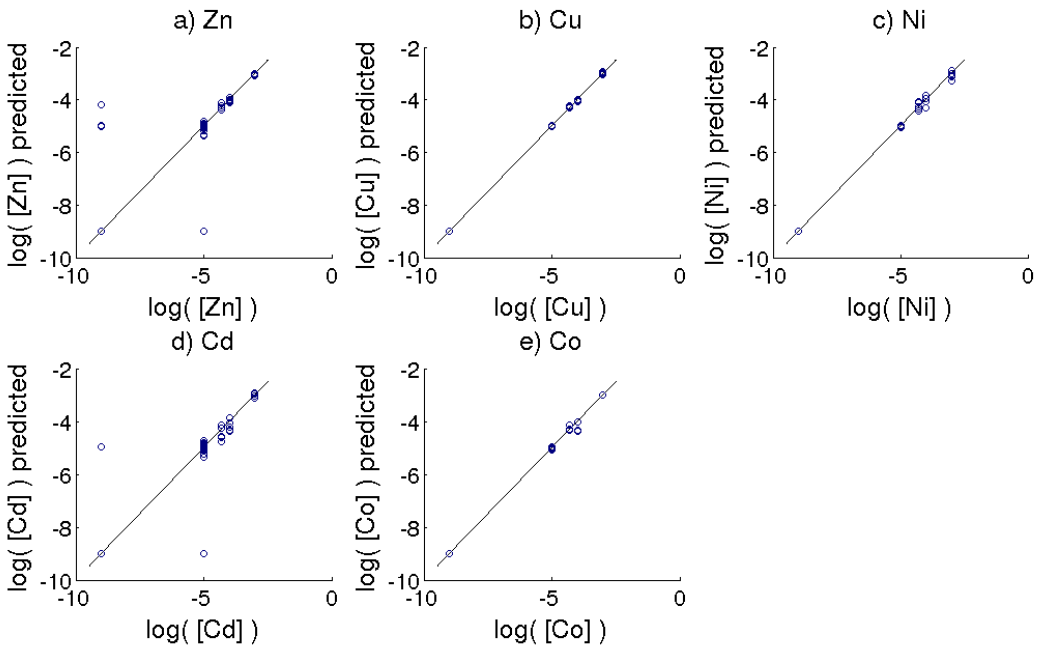 a) Zn
-2
-4
-6
-8
-10
-10
-5
0
log( [Zn] ) predicted
log( [Zn] )
b) Cu
-2
-4
-6
-8
-10
-10
-5
0
log( [Cu] ) predicted
log( [Cu] )
c) Ni
-2
-4
-6
-8
-10
-10
-5
0
log( [Ni] ) predicted
log( [Ni] )
d) Cd
-2
-4
-6
-8
-10
-10
-5
0
log( [Cd] ) predicted
log( [Cd] )
e) Co
-2
-4
-6
-8
-10
-10
-5
0
log( [Co] ) predicted
log( [Co] )